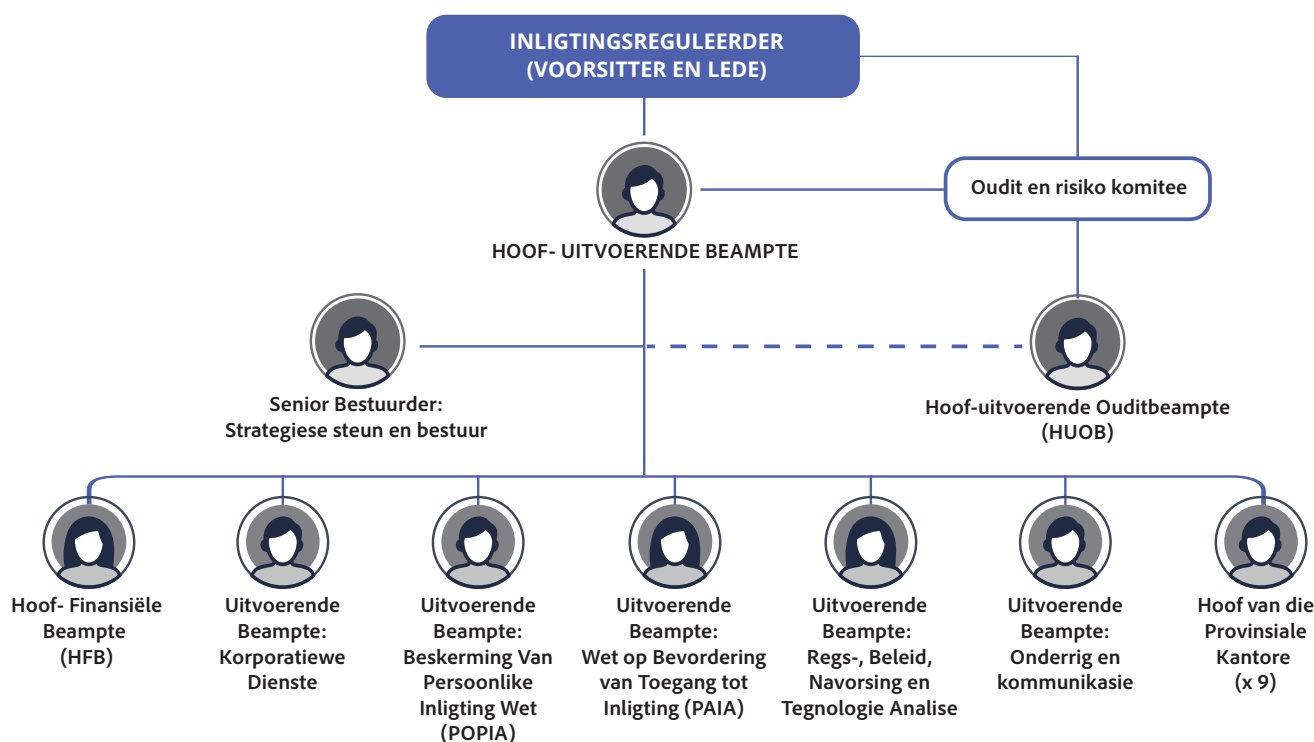 INLIGTINGSREGULEERDER
(VOORSITTER EN LEDE)
Oudit en risiko komitee
HOOF- UITVOERENDE BEAMPTE
Senior Bestuurder:
Strategiese steun en bestuur
Hoof-uitvoerende Ouditbeampte
(HUOB)
Hoof- Finansiële
Beampte
(HFB)
Uitvoerende
Beampte:
Korporatiewe
Dienste
Uitvoerende
Beampte:
Beskerming Van
Persoonlike
Inligting Wet
(POPIA)
Uitvoerende
Beampte:
Wet op Bevordering
van Toegang tot
Inligting (PAIA)
Uitvoerende
Beampte:
Regs-, Beleid,
Navorsing en
Tegnologie Analise
Uitvoerende
Beampte:
Onderrig en
kommunikasie
Hoof van die
Provinsiale
Kantore
(x 9)